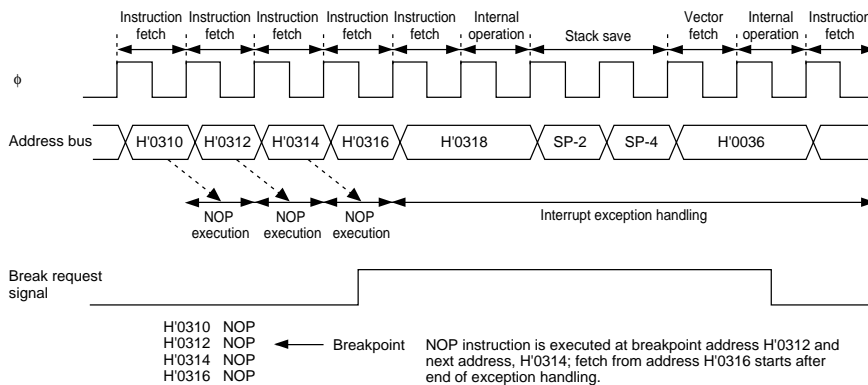 Instruction Instruction Instruction Instruction Instruction Internal Vector Internal Instruction
fetch fetch fetch fetch fetch operation Stack save fetch operation fetch
φ
Address bus H'0310 H'0312 H'0314 H'0316 H'0318 SP-2 SP-4 H'0036
NOP NOP NOP Interrupt exception handling
execution execution execution
Break request
signal
H'0310 NOP
H'0312 NOP Breakpoint NOP instruction is executed at breakpoint address H'0312 and
H'0314 NOP next address, H'0314; fetch from address H'0316 starts after
H'0316 NOP end of exception handling.